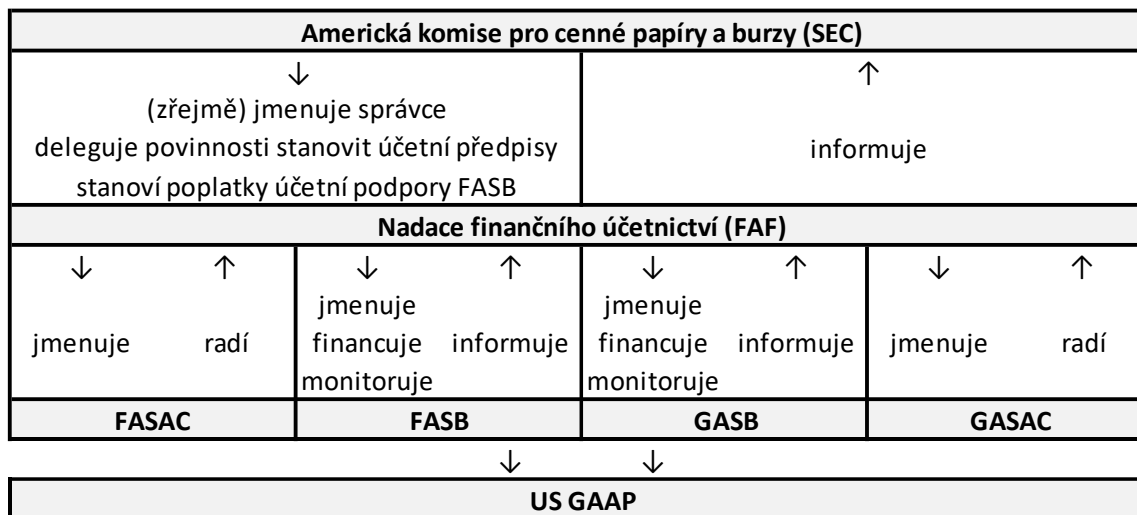 Americká komise pro cenné papíry a burzy (SEC)
↓ ↑
(zřejmě) jmenuje správce
deleguje povinnosti stanovit účetní předpisy
stanoví poplatky účetní podpory FASB
informuje
Nadace finančního účetnictví (FAF)
↓ ↑ ↓ ↑ ↓ ↑ ↓ ↑
jmenuje radí
jmenuje
financuje informuje
monitoruje
jmenuje
financuje informuje
monitoruje
jmenuje radí
FASAC FASB GASB GASAC
↓ ↓
US GAAP